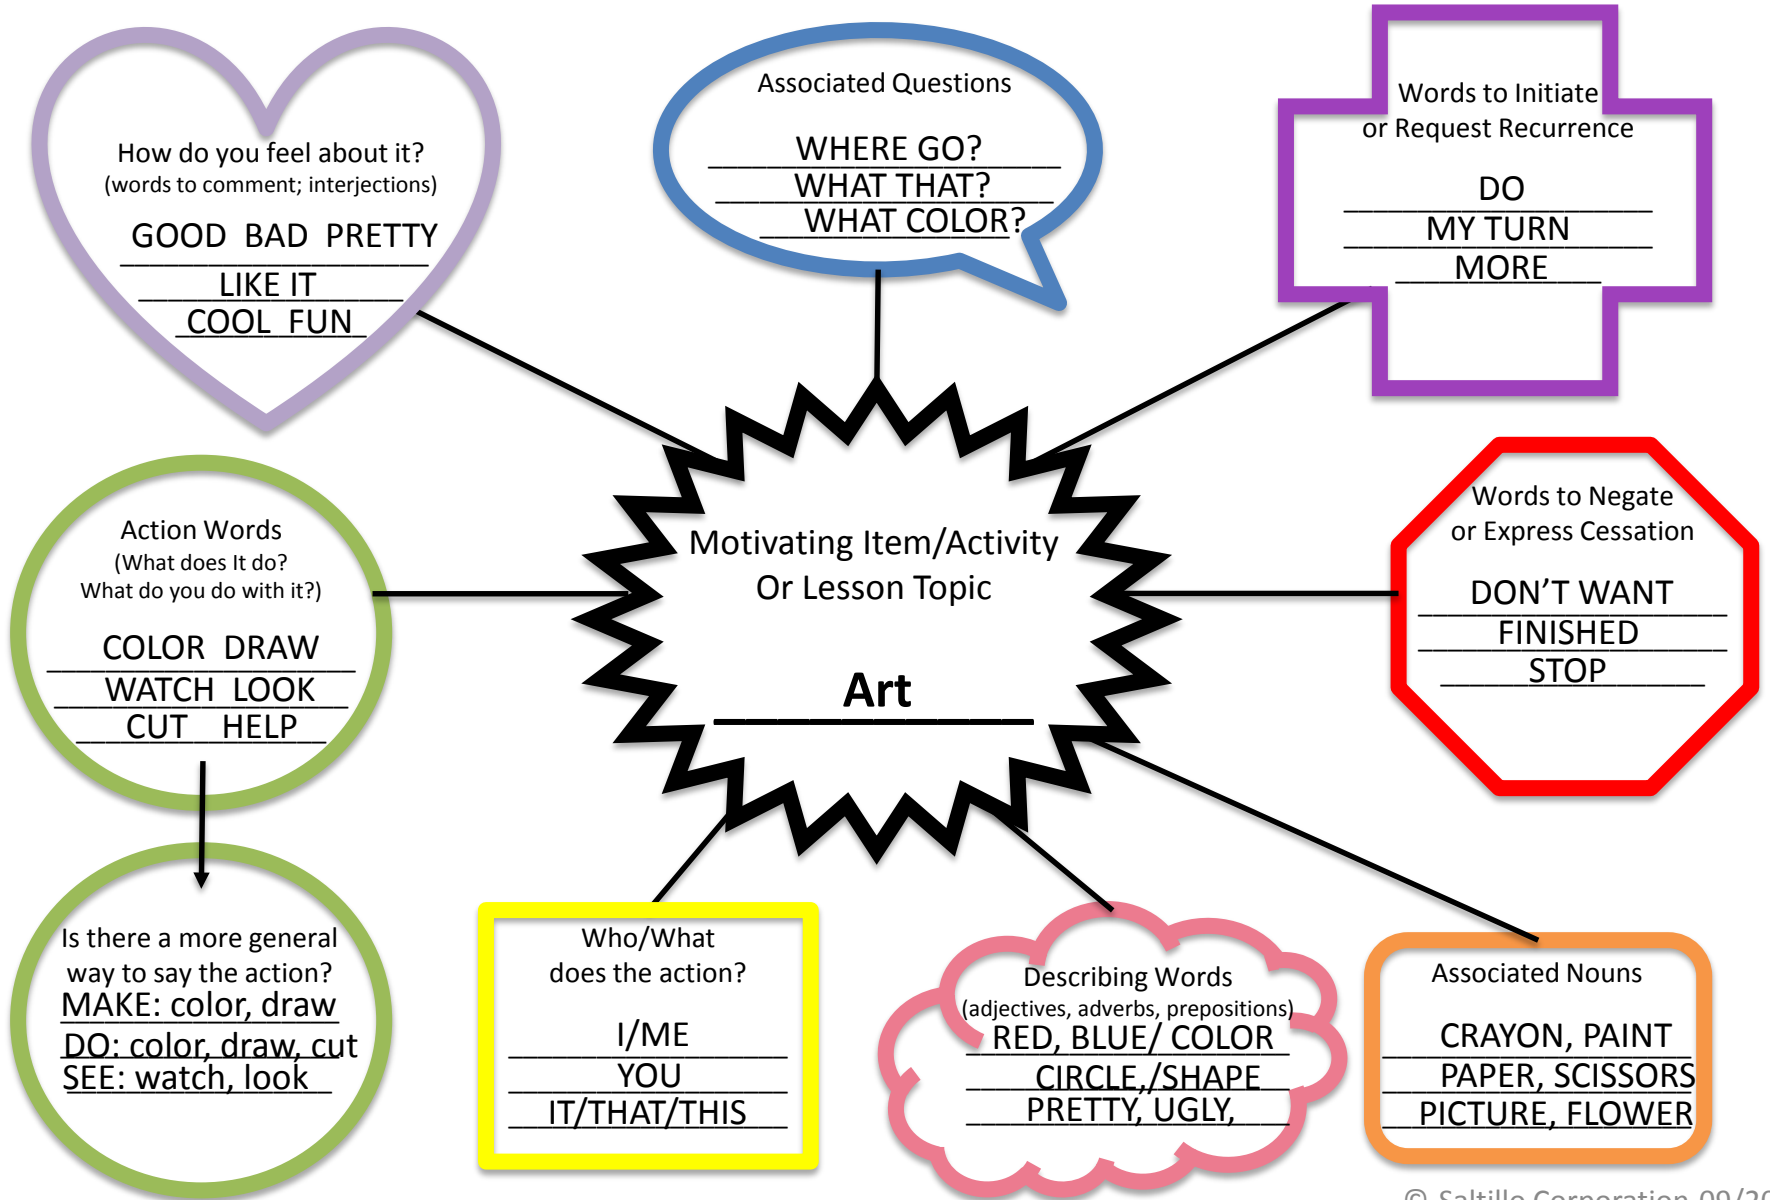 How do you feel about it?
(words to comment; interjections)
GOOD BAD PRETTY
LIKE IT
COOL FUN
Associated Questions
WHERE GO?
WHAT THAT?
WHAT COLOR?
Words to Initiate
or Request Recurrence
DO
MY TURN
MORE
Action Words
(What does It do?
What do you do with it?)
COLOR DRAW
WATCH LOOK
CUT HELP
Motivating Item/Activity
Or Lesson Topic
Art
Words to Negate
or Express Cessation
DON'T WANT
FINISHED
STOP
Is there a more general
way to say the action?
MAKE: color, draw
DO: color, draw, cut
SEE: watch, look
Who/What
does the action?
I/ME
YOU
IT/THAT/THIS
Describing Words
(adjectives, adverbs, prepositions)
RED, BLUE/ COLOR
CIRCLE,/SHAPE
PRETTY, UGLY,
Associated Nouns
CRAYON, PAINT
PAPER, SCISSORS
PICTURE, FLOWER
© Saltillo Corporation